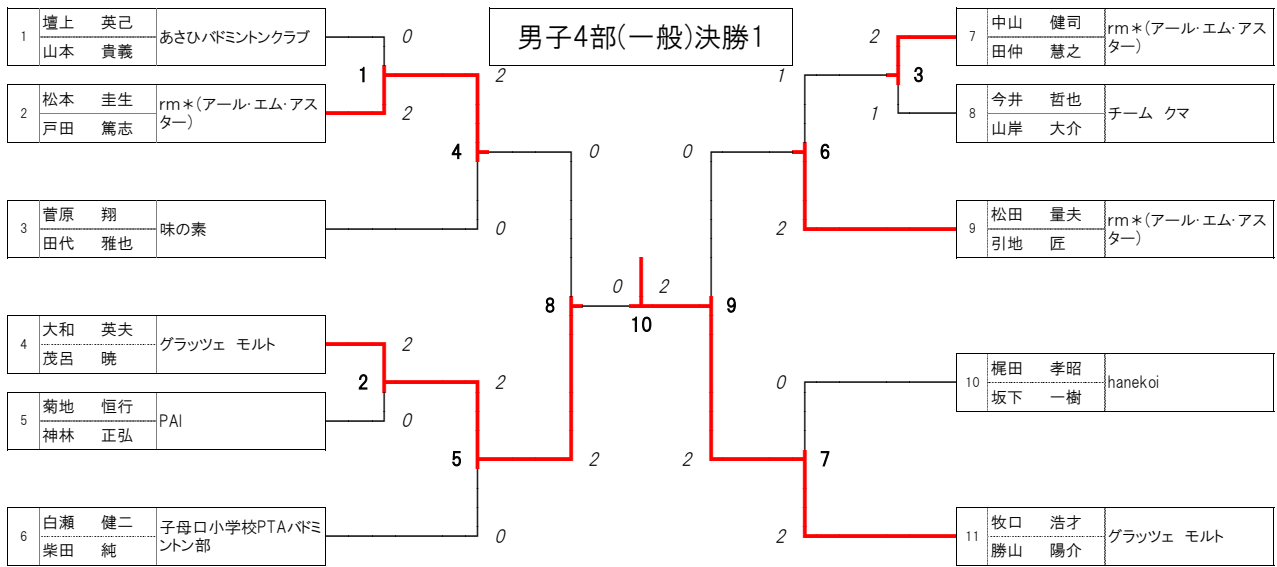 男子4部(一般)決勝1
1
壇上 英己
山本 貴義
あさひバドミントンクラブ
0
1
2
2
松本 圭生
戸田 篤志
rm*(アール・エム・アス
ター)
2
4
0
3
菅原 翔
田代 雅也
味の素
0
8
4
大和 英夫
茂呂 暁
グラッツェ モルト
2
2
2
5
菊地 恒行
神林 正弘
PAI
0
5
2
6
白瀬 健二
柴田 純
子母口小学校PTAバドミ
ントン部
0
0
2
10
7
中山 健司
田仲 慧之
rm*(アール・エム・アス
ター)
2
3
1
8
今井 哲也
山岸 大介
チーム クマ
1
6
0
9
松田 量夫
引地 匠
rm*(アール・エム・アス
ター)
2
9
10
梶田 孝昭
坂下 一樹
hanekoi
0
7
2
11
牧口 浩才
勝山 陽介
グラッツェ モルト
2